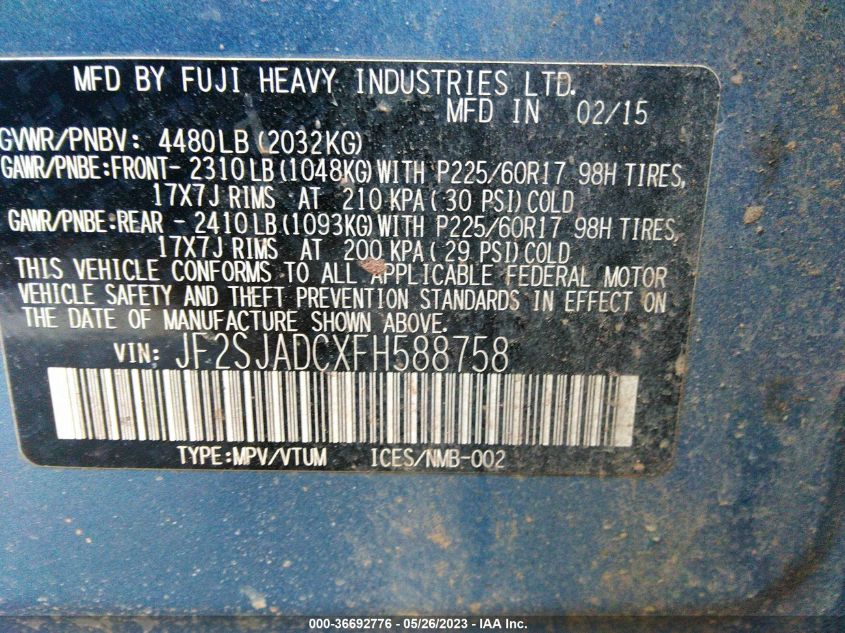 MFD BY FUJI HEAVY INDUSTRIES LTD.
MFD IN 02/15
GVWR/PNBV: 4480LB (2032KG)
GAWR/PNBE:FRONT- 2310LB(1048KG)WITH P225/60R17 98H TIRES,
17X7J RIMS AT 210 KPA(30 PSI)COLD
GAWR/PNBE:REAR - 2410LB(1093KG)WITH P225/60R17 98H TIRES,
17X7J RIMS AT 200 KPA(29 PSI)COLD
THIS VEHICLE CONFORMS TO ALL APPLICABLE FEDERAL MOTOR
VEHICLE SAFETY AND THEFT PREVENTION STANDARDS IN EFFECT ON
THE DATE OF MANUFACTURE SHOWN ABOVE.
VIN: JF2SJADCXFH588758
TYPE:MPV/VTUM ICES/NMB-002
000-36692776 - 05/26/2023 - IAA Inc.